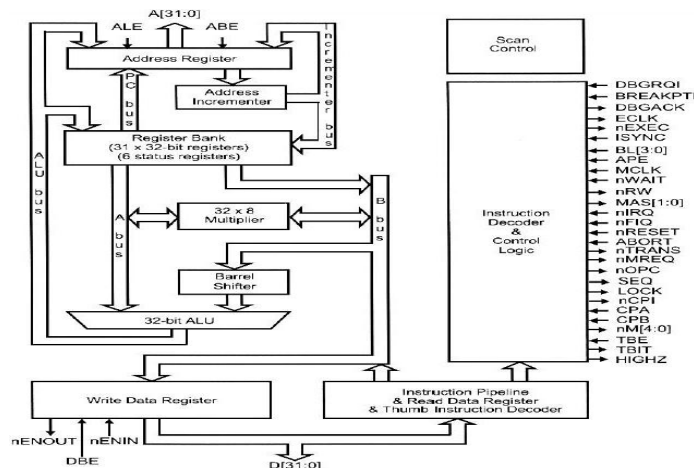 A[31:0]
ALE
ABE
Address Register
Address
Incrementer
PC bus
Incrementer bus
Register Bank
(31 x 32-bit registers)
(6 status registers)
ALU bus
A bus
B bus
32 x 8
Multiplier
Barrel
Shifter
32-bit ALU
Write Data Register
Instruction Pipeline
& Read Data Register
& Thumb Instruction Decoder
nENOUT
nENIN
DBE
D[31:0]
Scan
Control
Instruction
Decoder
&
Control
Logic
DBGRQI
BREAKPTI
DBGACK
ECLK
nEXEC
ISYNC
BL[3:0]
APE
MCLK
nWAIT
nRW
MAS[1:0]
nIRQ
nFIQ
nRESET
ABORT
nTRANS
nMREQ
nOPC
SEQ
LOCK
nCPI
CPA
CPB
nM[4:0]
TBE
TBIT
HIGHZ